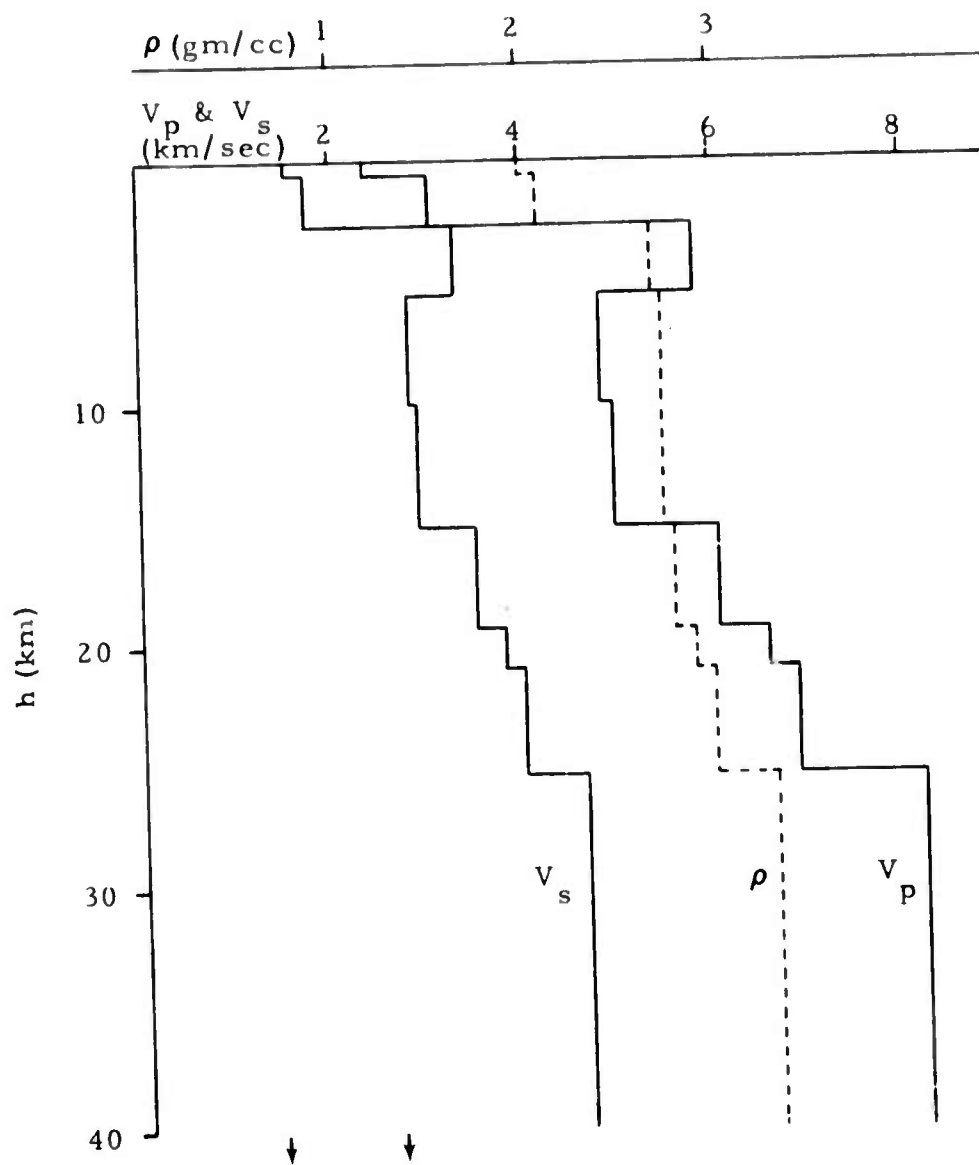 ρ (gm/cc) 1 2 3
V_p & V_s
(km/sec) 2 4 6 8
10
h (km)
20
30
40
V_s ρ V_p